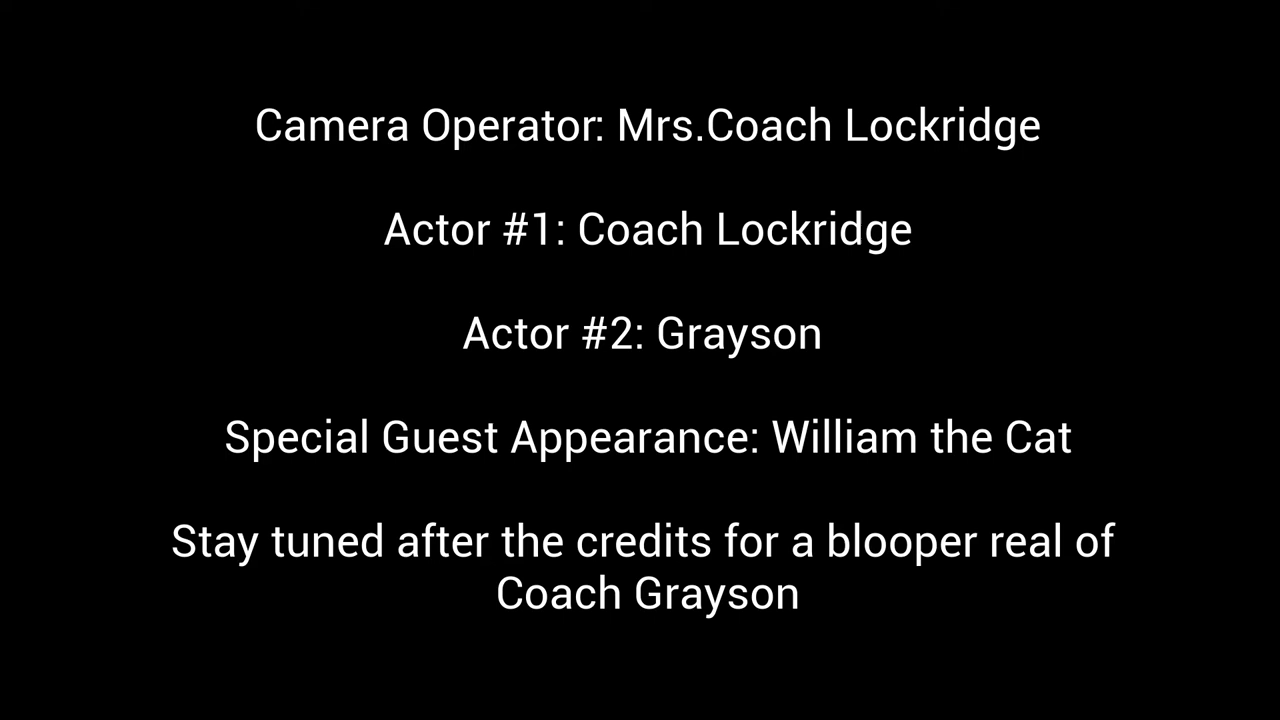 Camera Operator: Mrs.Coach Lockridge
Actor #1: Coach Lockridge
Actor #2: Grayson
Special Guest Appearance: William the Cat
Stay tuned after the credits for a blooper real of
Coach Grayson